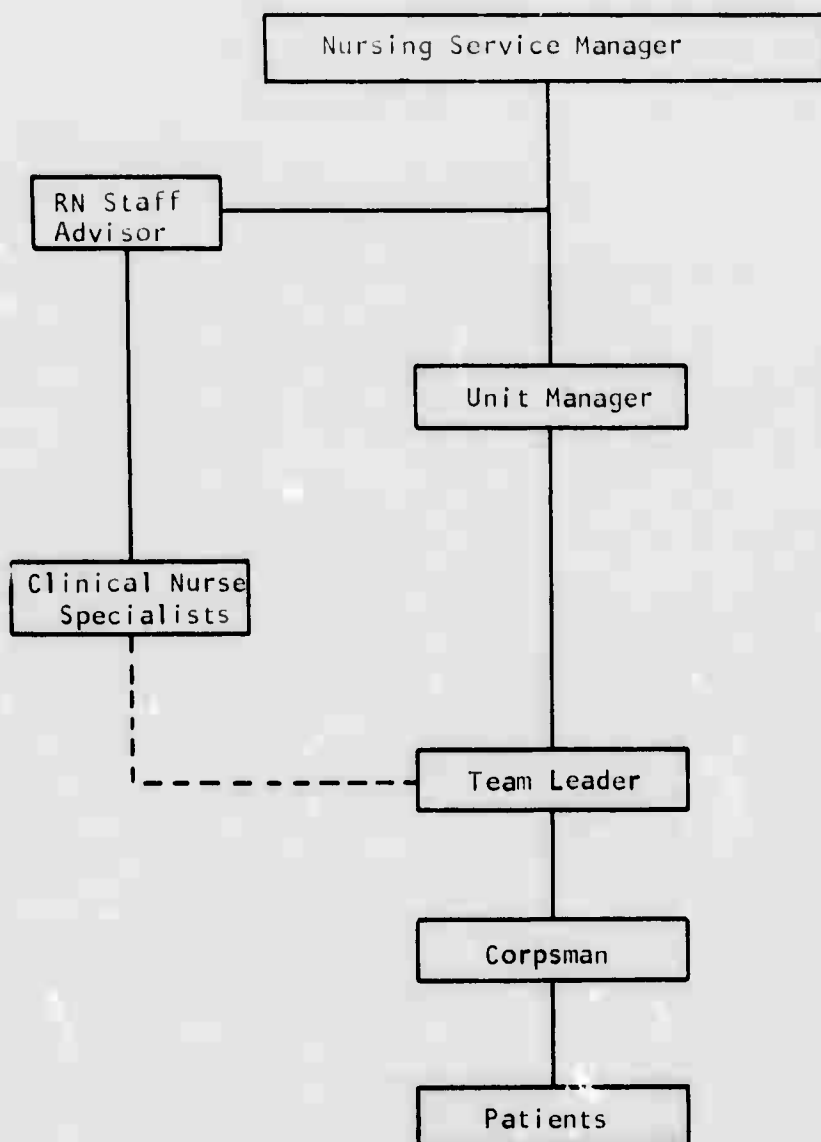 Nursing Service Manager
RN Staff
Advisor
Unit Manager
Clinical Nurse
Specialists
Team Leader
Corpsman
Patients